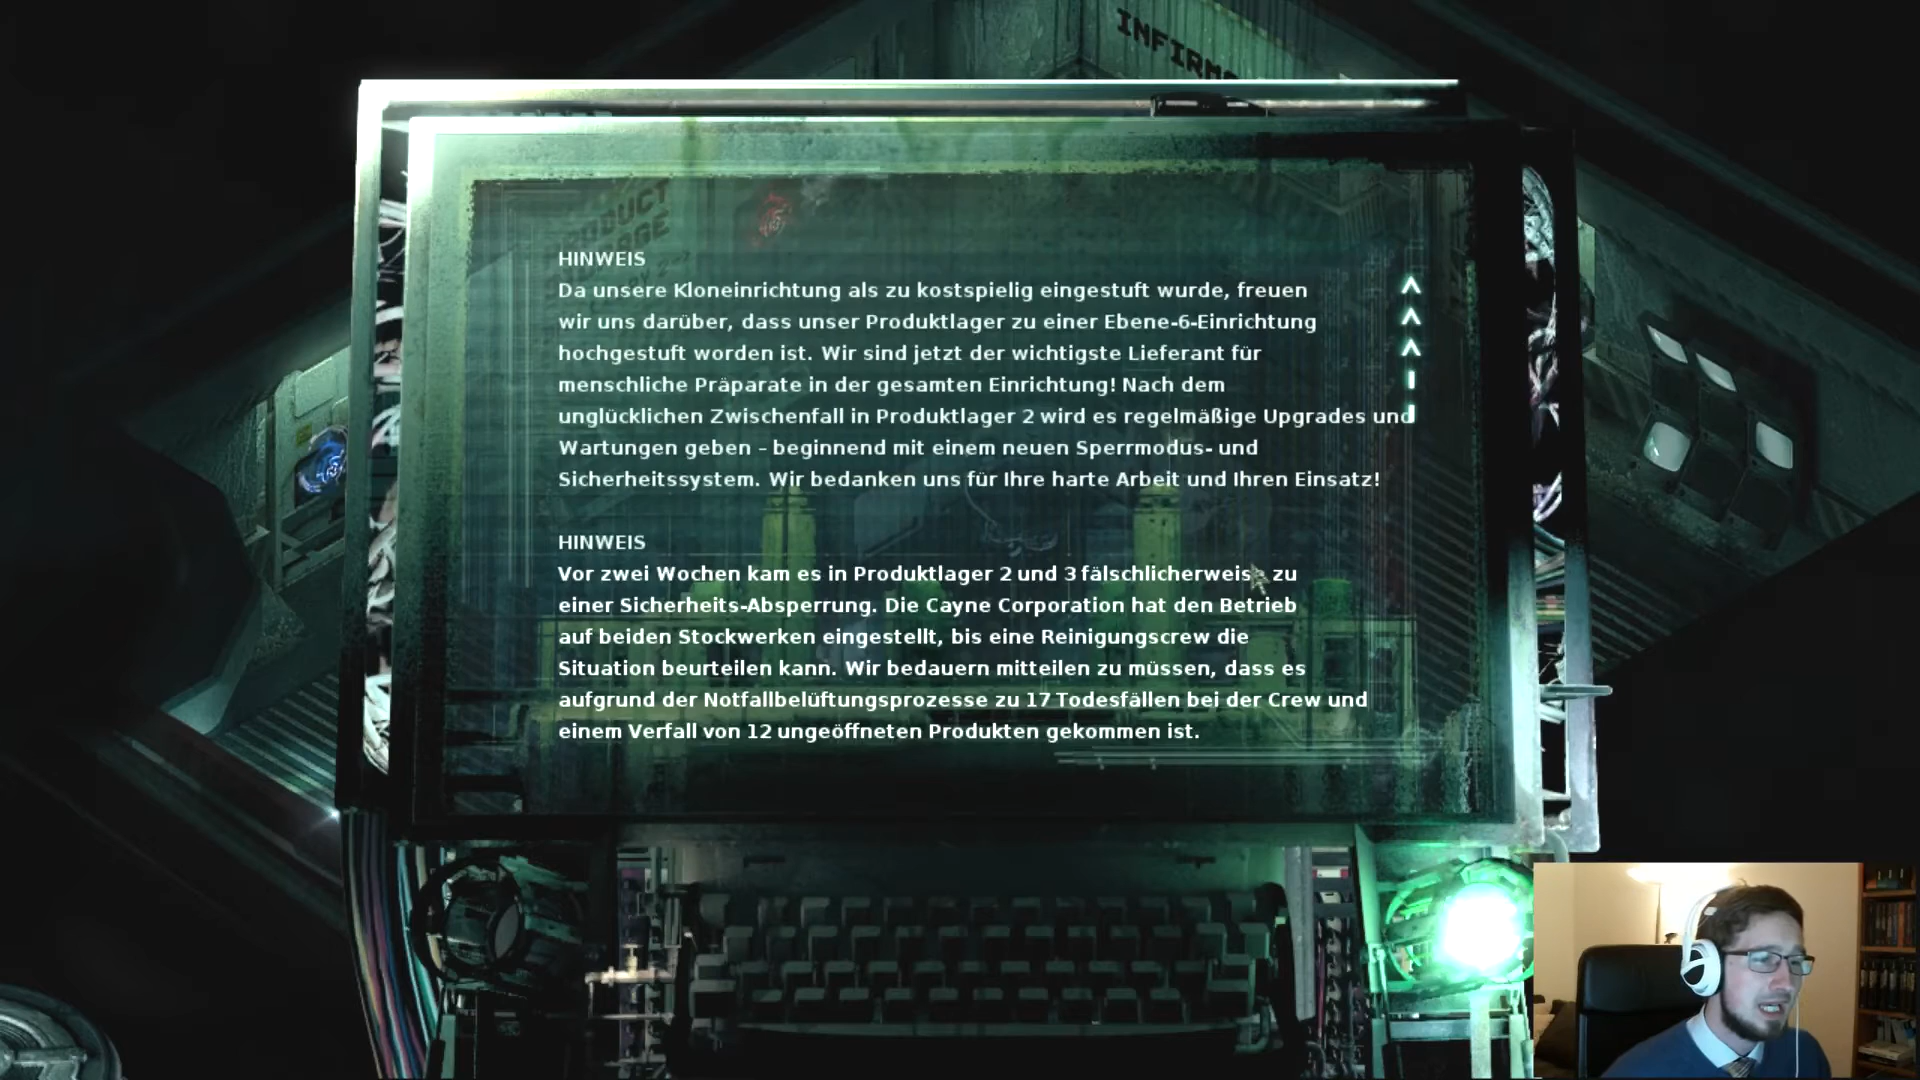 INFIRM
PRODUCT
HINWEIS
Da unsere Kloneinrichtung als zu kostspielig eingestuft wurde, freuen
wir uns darüber, dass unser Produktlager zu einer Ebene-6-Einrichtung
hochgestuft worden ist. Wir sind jetzt der wichtigste Lieferant für
menschliche Präparate in der gesamten Einrichtung! Nach dem
unglücklichen Zwischenfall in Produktlager 2 wird es regelmäßige Upgrades und
Wartungen geben – beginnend mit einem neuen Sperrmodus- und
Sicherheitssystem. Wir bedanken uns für Ihre harte Arbeit und Ihren Einsatz!
HINWEIS
Vor zwei Wochen kam es in Produktlager 2 und 3 fälschlicherweise zu
einer Sicherheits-Absperrung. Die Cayne Corporation hat den Betrieb
auf beiden Stockwerken eingestellt, bis eine Reinigungscrew die
Situation beurteilen kann. Wir bedauern mitteilen zu müssen, dass es
aufgrund der Notfallbelüftungsprozesse zu 17 Todesfällen bei der Crew und
einem Verfall von 12 ungeöffneten Produkten gekommen ist.